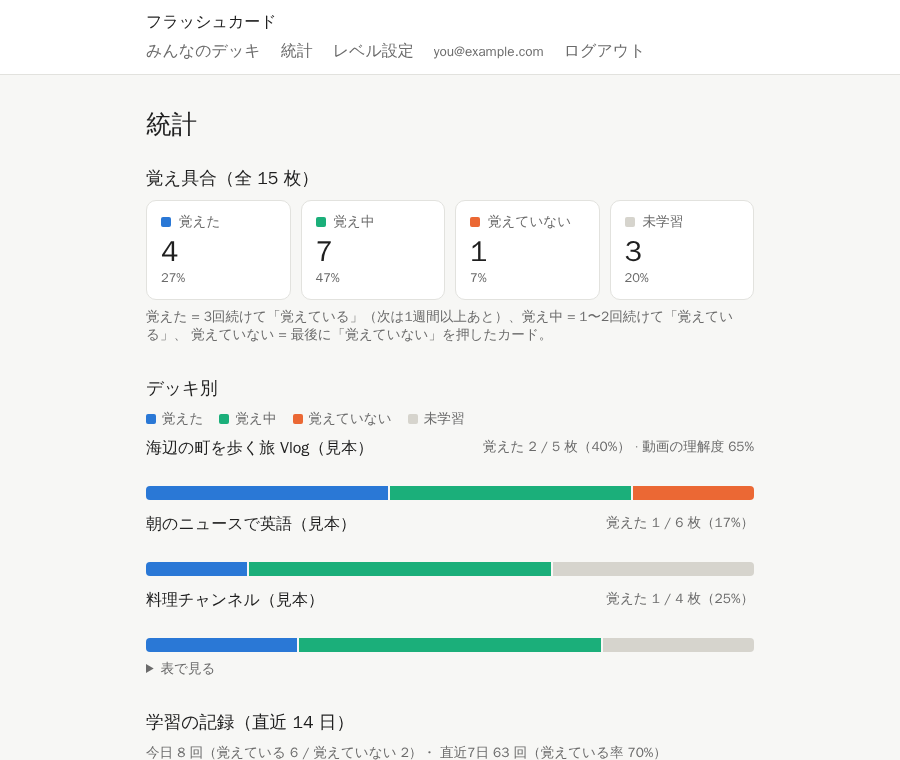 フラッシュカード
みんなのデッキ 統計 レベル設定 you@example.com ログアウト
統計
覚え具合（全 15 枚）
覚えた 覚え中 覚えていない 未学習
4 7 1 3
27% 47% 7% 20%
覚えた = 3回続けて「覚えている」（次は1週間以上あと）、覚え中 = 1〜2回続けて「覚えてい
る」、 覚えていない = 最後に「覚えていない」を押したカード。
デッキ別
覚えた 覚え中 覚えていない 未学習
海辺の町を歩く旅 Vlog（見本） 覚えた 2 / 5 枚（40%） · 動画の理解度 65%
朝のニュースで英語（見本） 覚えた 1 / 6 枚（17%）
料理チャンネル（見本） 覚えた 1 / 4 枚（25%）
▶ 表で見る
学習の記録（直近 14 日）
今日 8 回（覚えている 6 / 覚えていない 2）・ 直近7日 63 回（覚えている率 70%）